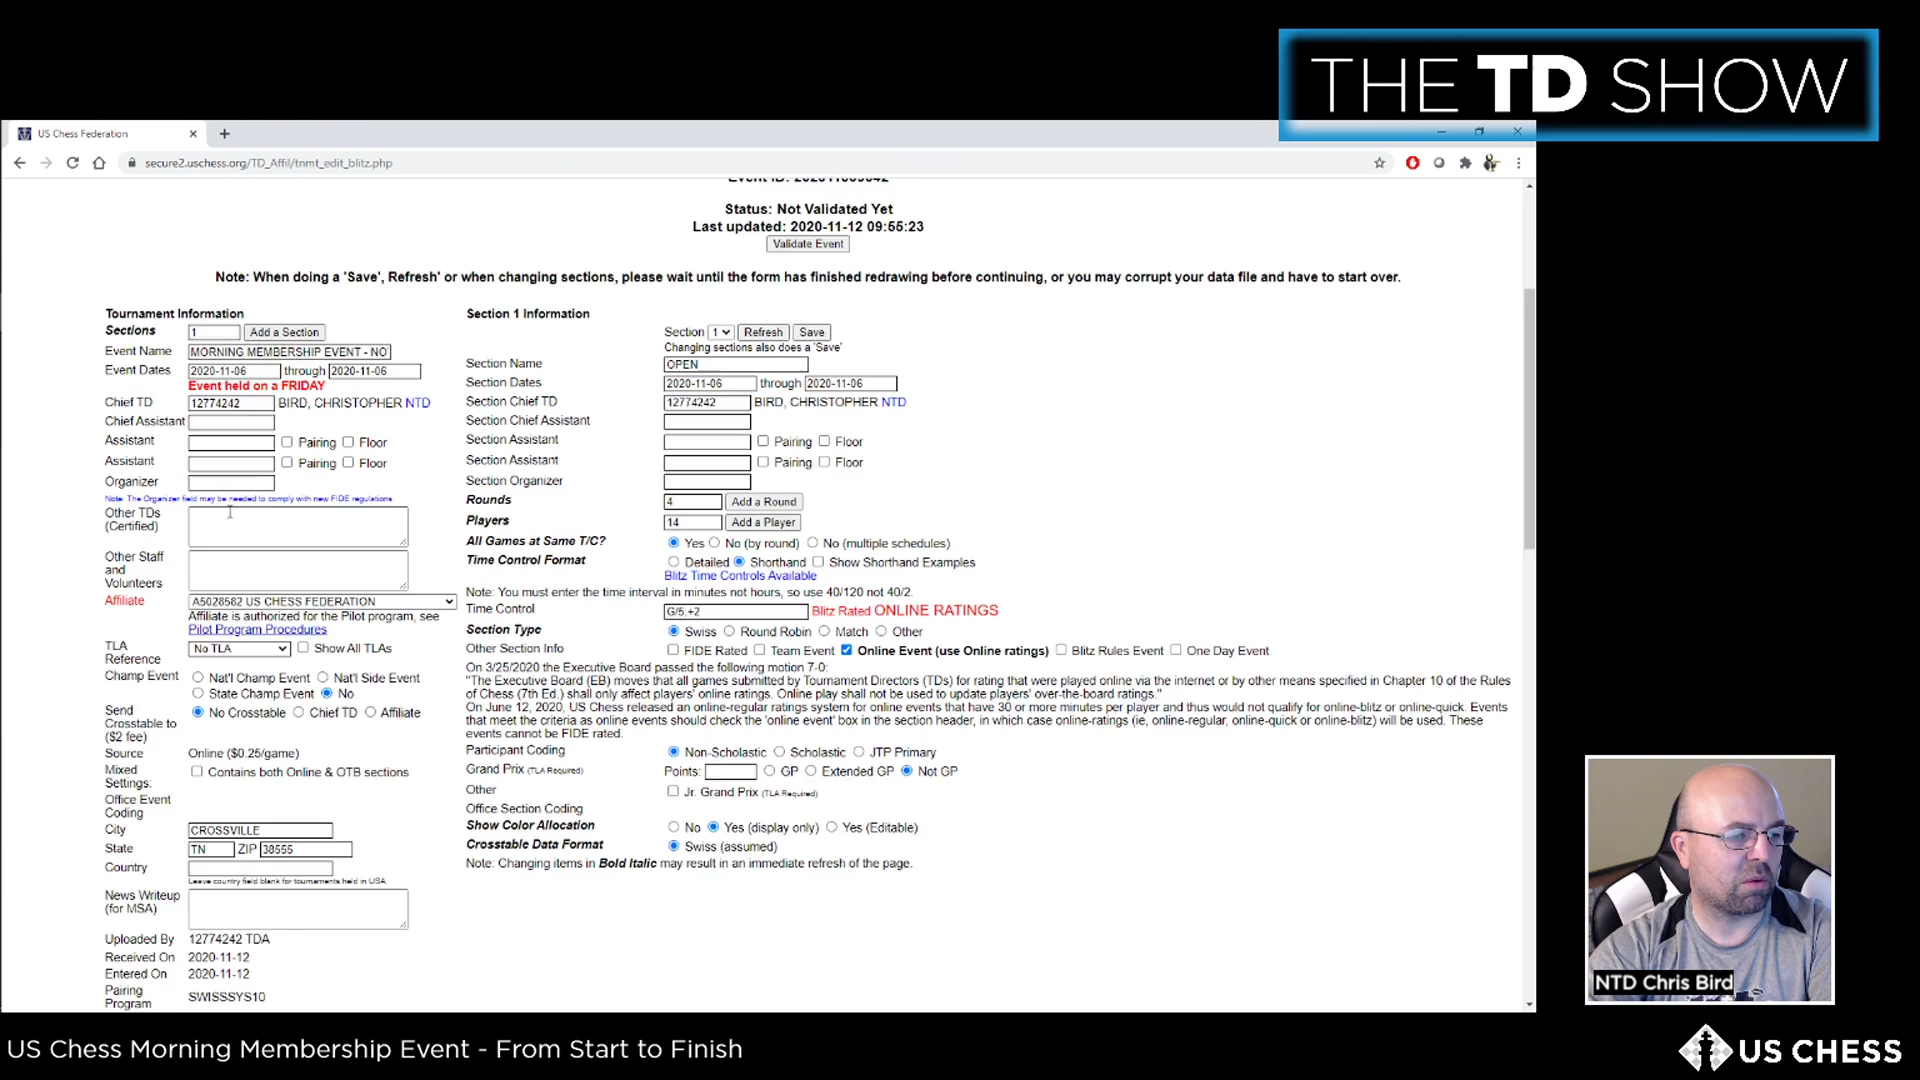 THE TD SHOW
US Chess Federation
secure2.uschess.org/TD_Affil/tnmt_edit_blitz.php
Status: Not Validated Yet
Last updated: 2020-11-12 09:55:23
Validate Event
Note: When doing a 'Save', Refresh' or when changing sections, please wait until the form has finished redrawing before continuing, or you may corrupt your data file and have to start over.
Tournament Information
Sections 1 Add a Section
Event Name MORNING MEMBERSHIP EVENT - NO
Event Dates 2020-11-06 through 2020-11-06
Event held on a FRIDAY
Chief TD 12774242 BIRD, CHRISTOPHER NTD
Chief Assistant
Assistant Pairing Floor
Assistant Pairing Floor
Organizer
Note: The Organizer field may be needed to comply with new FIDE regulations
Other TDs
(Certified)
Other Staff
and
Volunteers
Affiliate A5028582 US CHESS FEDERATION
Affiliate is authorized for the Pilot program, see
Pilot Program Procedures
TLA
Reference No TLA Show All TLAs
Champ Event Nat'l Champ Event Nat'l Side Event
State Champ Event No
Send
Crosstable to
($2 fee) No Crosstable Chief TD Affiliate
Source Online ($0.25/game)
Mixed
Settings: Contains both Online & OTB sections
Office Event
Coding
City CROSSVILLE
State TN ZIP 38555
Country
Leave country field blank for tournaments held in USA
News Writeup
(for MSA)
Uploaded By 12774242 TDA
Received On 2020-11-12
Entered On 2020-11-12
Pairing
Program SWISSSYS10
Section 1 Information
Section 1 Refresh Save
Changing sections also does a 'Save'
Section Name OPEN
Section Dates 2020-11-06 through 2020-11-06
Section Chief TD 12774242 BIRD, CHRISTOPHER NTD
Section Chief Assistant
Section Assistant Pairing Floor
Section Assistant Pairing Floor
Section Organizer
Rounds 4 Add a Round
Players 14 Add a Player
All Games at Same T/C? Yes No (by round) No (multiple schedules)
Time Control Format Detailed Shorthand Show Shorthand Examples
Blitz Time Controls Available
Note: You must enter the time interval in minutes not hours, so use 40/120 not 40/2.
Time Control G/5,+2 Blitz Rated ONLINE RATINGS
Section Type Swiss Round Robin Match Other
Other Section Info FIDE Rated Team Event Online Event (use Online ratings) Blitz Rules Event One Day Event
On 3/25/2020 the Executive Board passed the following motion 7-0:
"The Executive Board (EB) moves that all games submitted by Tournament Directors (TDs) for rating that were played online via the internet or by other means specified in Chapter 10 of the Rules
of Chess (7th Ed.) shall only affect players' online ratings. Online play shall not be used to update players' over-the-board ratings."
On June 12, 2020, US Chess released an online-regular ratings system for online events that have 30 or more minutes per player and thus would not qualify for online-blitz or online-quick. Events
that meet the criteria as online events should check the 'online event' box in the section header, in which case online-ratings (ie, online-regular, online-quick or online-blitz) will be used. These
events cannot be FIDE rated.
Participant Coding Non-Scholastic Scholastic JTP Primary
Grand Prix (TLA Required) Points: GP Extended GP Not GP
Other Jr. Grand Prix (TLA Required)
Office Section Coding
Show Color Allocation No Yes (display only) Yes (Editable)
Crosstable Data Format Swiss (assumed)
Note: Changing items in Bold Italic may result in an immediate refresh of the page.
NTD Chris Bird
US Chess Morning Membership Event - From Start to Finish
US CHESS